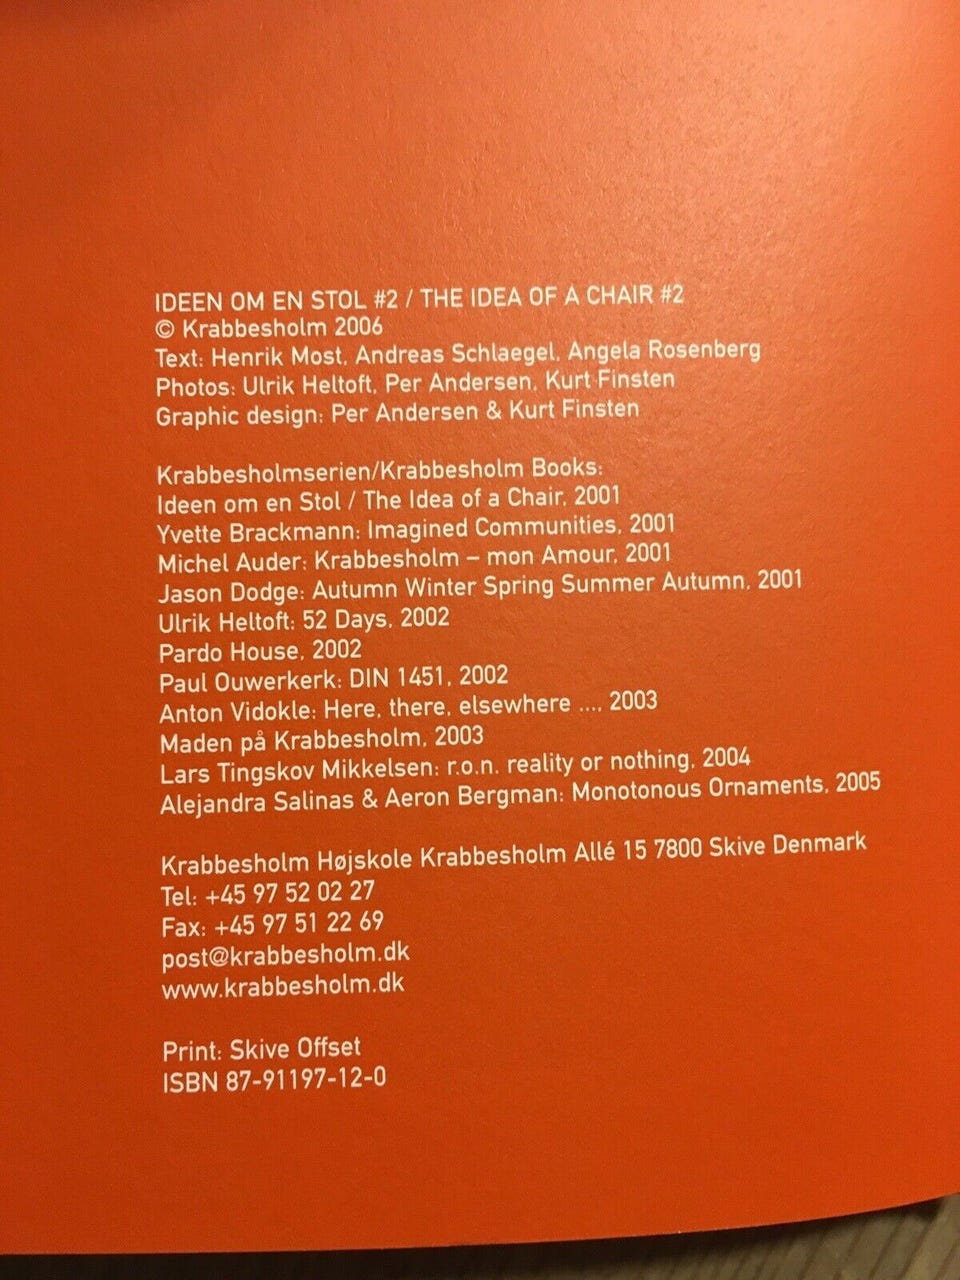 IDEEN OM EN STOL #2 / THE IDEA OF A CHAIR #2
© Krabbesholm 2006
Text: Henrik Most, Andreas Schlaegel, Angela Rosenberg
Photos: Ulrik Heltoft, Per Andersen, Kurt Finsten
Graphic design: Per Andersen & Kurt Finsten

Krabbesholmserien/Krabbesholm Books:
Ideen om en Stol / The Idea of a Chair, 2001
Yvette Brackmann: Imagined Communities, 2001
Michel Auder: Krabbesholm – mon Amour, 2001
Jason Dodge: Autumn Winter Spring Summer Autumn, 2001
Ulrik Heltoft: 52 Days, 2002
Pardo House, 2002
Paul Ouwerkerk: DIN 1451, 2002
Anton Vidokle: Here, there, elsewhere ...., 2003
Maden på Krabbesholm, 2003
Lars Tingskov Mikkelsen: r.o.n. reality or nothing, 2004
Alejandra Salinas & Aeron Bergman: Monotonous Ornaments, 2005

Krabbesholm Højskole Krabbesholm Allé 15 7800 Skive Denmark
Tel: +45 97 52 02 27
Fax: +45 97 51 22 69
post@krabbesholm.dk
www.krabbesholm.dk

Print: Skive Offset
ISBN 87-91197-12-0